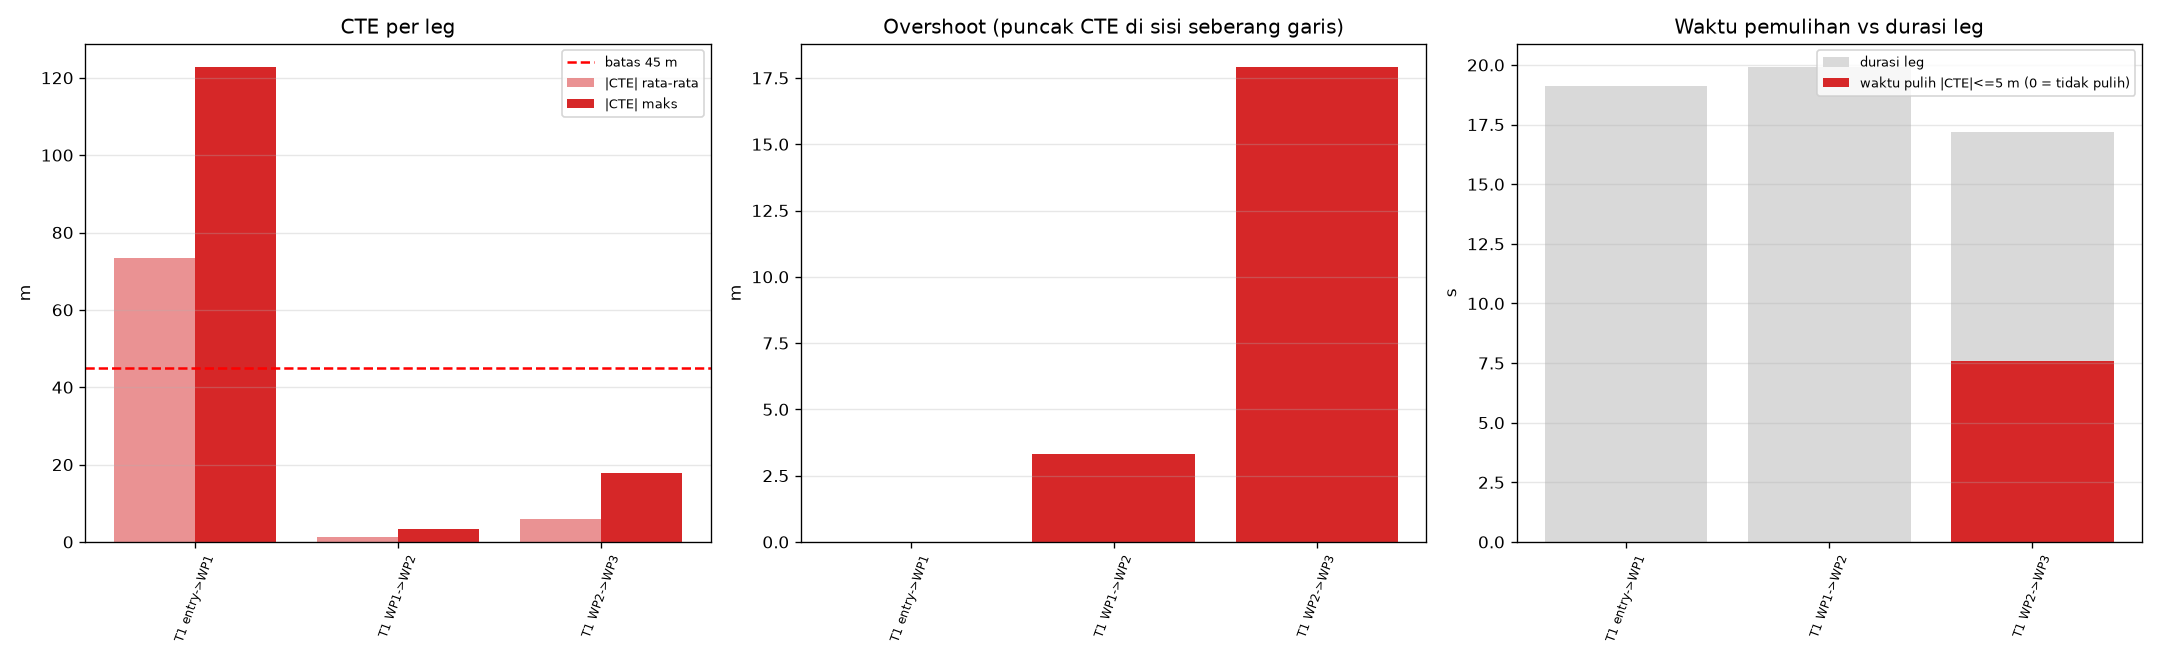 CTE per leg
batas 45 m
|CTE| rata-rata
|CTE| maks
120
100
80
60
40
20
0
m
T1 entry->WP1
T1 WP1->WP2
T1 WP2->WP3
Overshoot (puncak CTE di sisi seberang garis)
17.5
15.0
12.5
10.0
7.5
5.0
2.5
0.0
m
T1 entry->WP1
T1 WP1->WP2
T1 WP2->WP3
Waktu pemulihan vs durasi leg
durasi leg
waktu pulih |CTE|<=5 m (0 = tidak pulih)
20.0
17.5
15.0
12.5
10.0
7.5
5.0
2.5
0.0
s
T1 entry->WP1
T1 WP1->WP2
T1 WP2->WP3